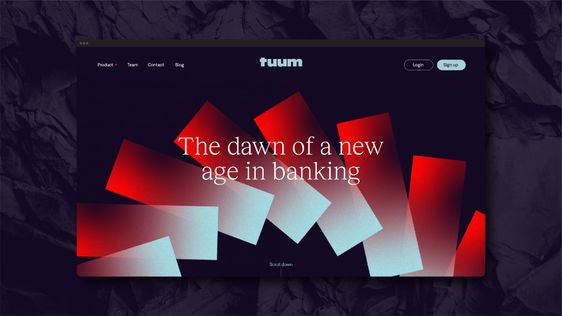 Product
Team
Contact
Blog
tuum
Login
Sign up
The dawn of a new
age in banking
Scroll down